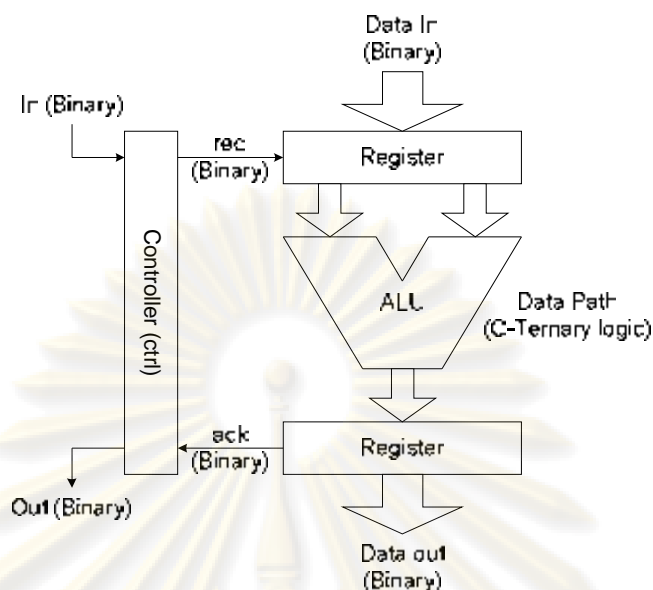 Data In
(Binary)
In (Binary)
rec
(Binary)
Register
Controller (ctrl)
ALU
Data Path
(C-Ternary logic)
ack
(Binary)
Register
Out (Binary)
Data out
(Binary)